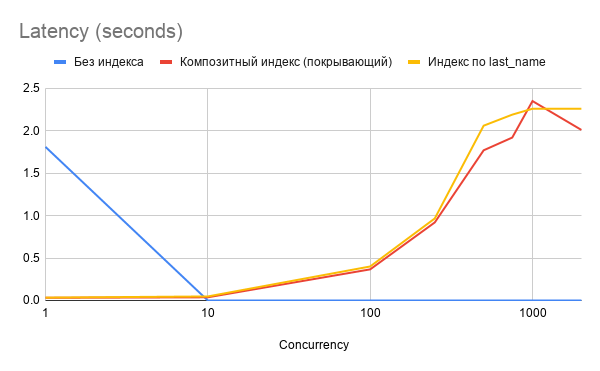 Latency (seconds)
Без индекса
Композитный индекс (покрывающий)
Индекс по last_name
2.5
2.0
1.5
1.0
0.5
0.0
1
10
100
1000
Concurrency